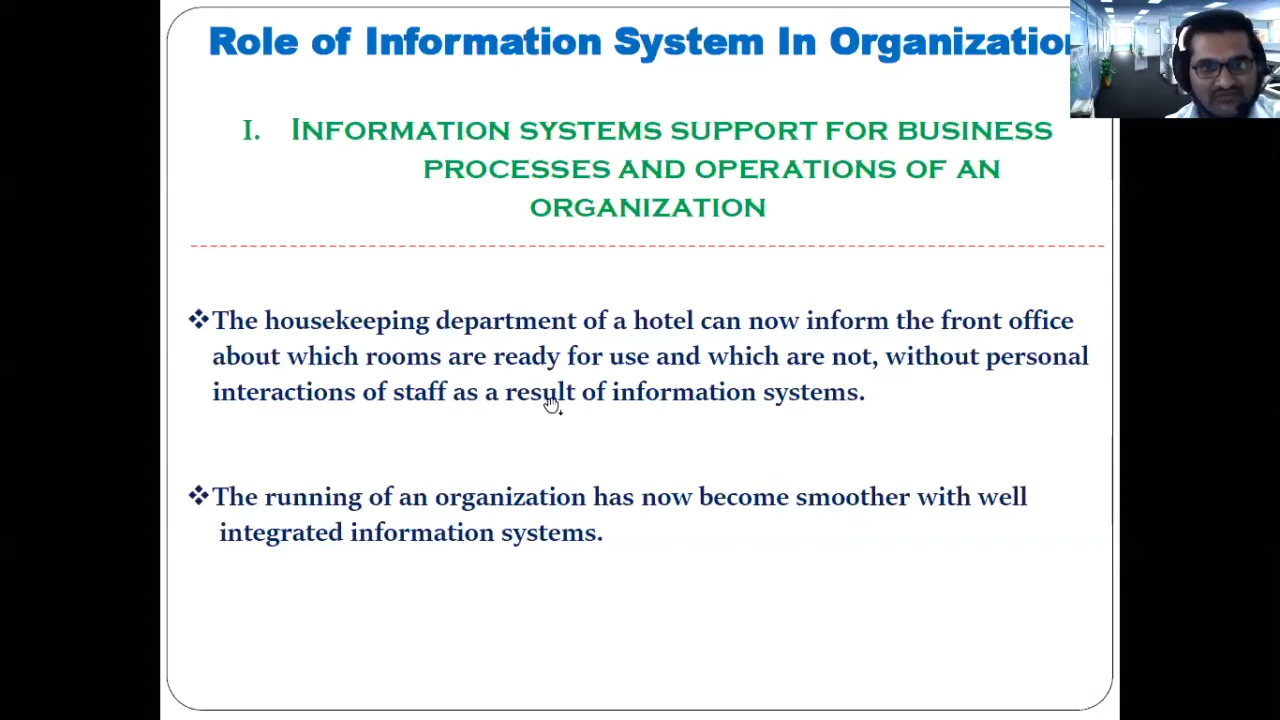 Role of Information System In Organization
I. INFORMATION SYSTEMS SUPPORT FOR BUSINESS
PROCESSES AND OPERATIONS OF AN
ORGANIZATION
❖The housekeeping department of a hotel can now inform the front office
about which rooms are ready for use and which are not, without personal
interactions of staff as a result of information systems.
❖The running of an organization has now become smoother with well
integrated information systems.